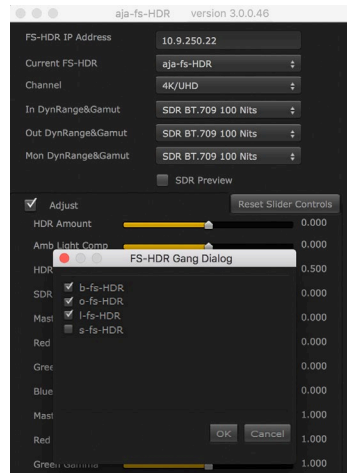 aja-fs-HDR version 3.0.0.46
FS-HDR IP Address 10.9.250.22
Current FS-HDR aja-fs-HDR
Channel 4K/UHD
In DynRange&Gamut SDR BT.709 100 Nits
Out DynRange&Gamut SDR BT.709 100 Nits
Mon DynRange&Gamut SDR BT.709 100 Nits
SDR Preview
Adjust Reset Slider Controls
HDR Amount 0.000
Amb Light Comp 0.000
FS-HDR Gang Dialog
HDR 0.500
b-fs-HDR
SDR o-fs-HDR 0.000
l-fs-HDR
Mast 0.000
s-fs-HDR
Red 0.000
Gree 0.000
Blue 0.000
Mast 1.000
OK Cancel
Red 1.000
Green Gamma 1.000